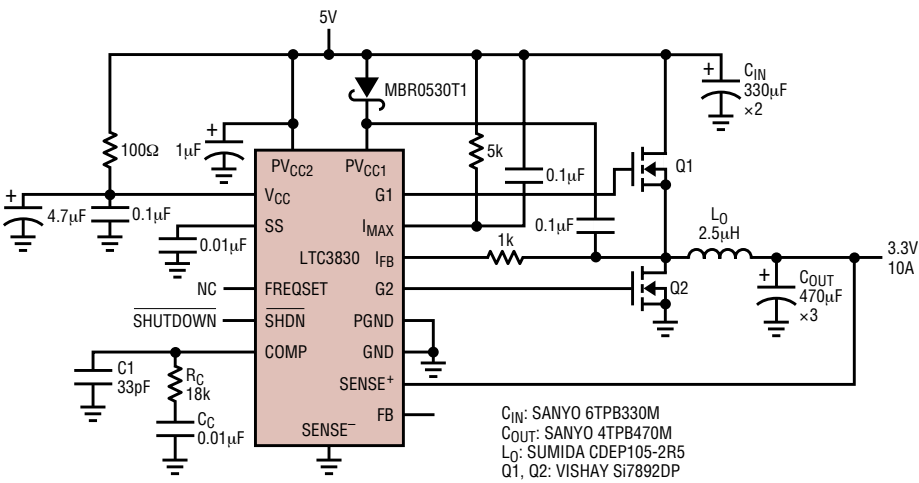 5V
C_IN
330µF
×2
MBR0530T1
100Ω
1µF
5k
0.1µF
Q1
PV_CC2
PV_CC1
V_CC
G1
4.7µF
0.1µF
SS
I_MAX
0.1µF
0.01µF
LTC3830
I_FB
1k
L_O
2.5µH
3.3V
10A
NC
FREQSET
G2
Q2
C_OUT
470µF
×3
SHUTDOWN
SHDN
PGND
COMP
GND
C1
33pF
R_C
18k
SENSE+
C_C
0.01µF
FB
SENSE–
C_IN: SANYO 6TPB330M
C_OUT: SANYO 4TPB470M
L_O: SUMIDA CDEP105-2R5
Q1, Q2: VISHAY Si7892DP